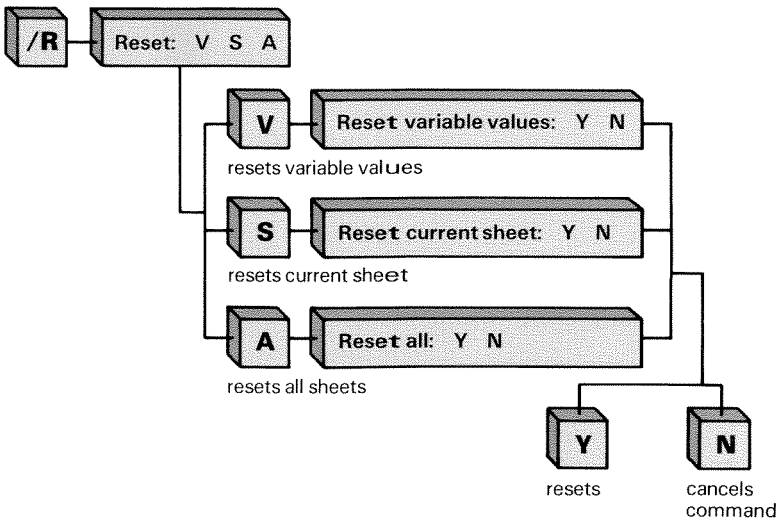 /R Reset: V S A
V Reset variable values: Y N
resets variable values
S Reset current sheet: Y N
resets current sheet
A Reset all: Y N
resets all sheets
Y N
resets cancels
command